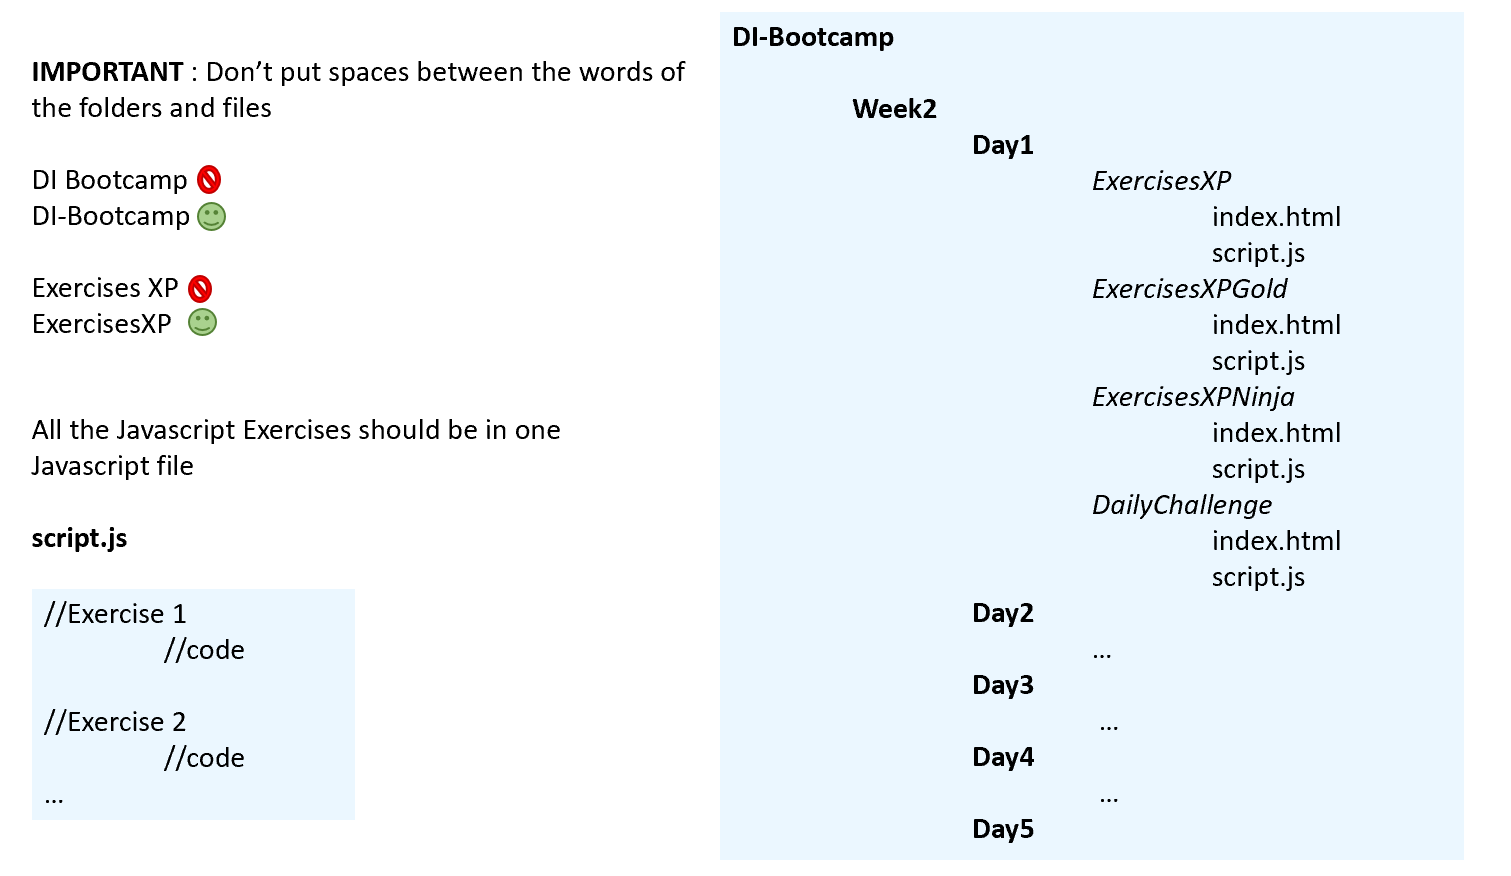 IMPORTANT : Don’t put spaces between the words of
the folders and files
DI Bootcamp
DI-Bootcamp
Exercises XP
ExercisesXP
All the Javascript Exercises should be in one
Javascript file
script.js
//Exercise 1
//code
//Exercise 2
//code
...
DI-Bootcamp
Week2
Day1
ExercisesXP
index.html
script.js
ExercisesXPGold
index.html
script.js
ExercisesXPNinja
index.html
script.js
DailyChallenge
index.html
script.js
Day2
...
Day3
...
Day4
...
Day5